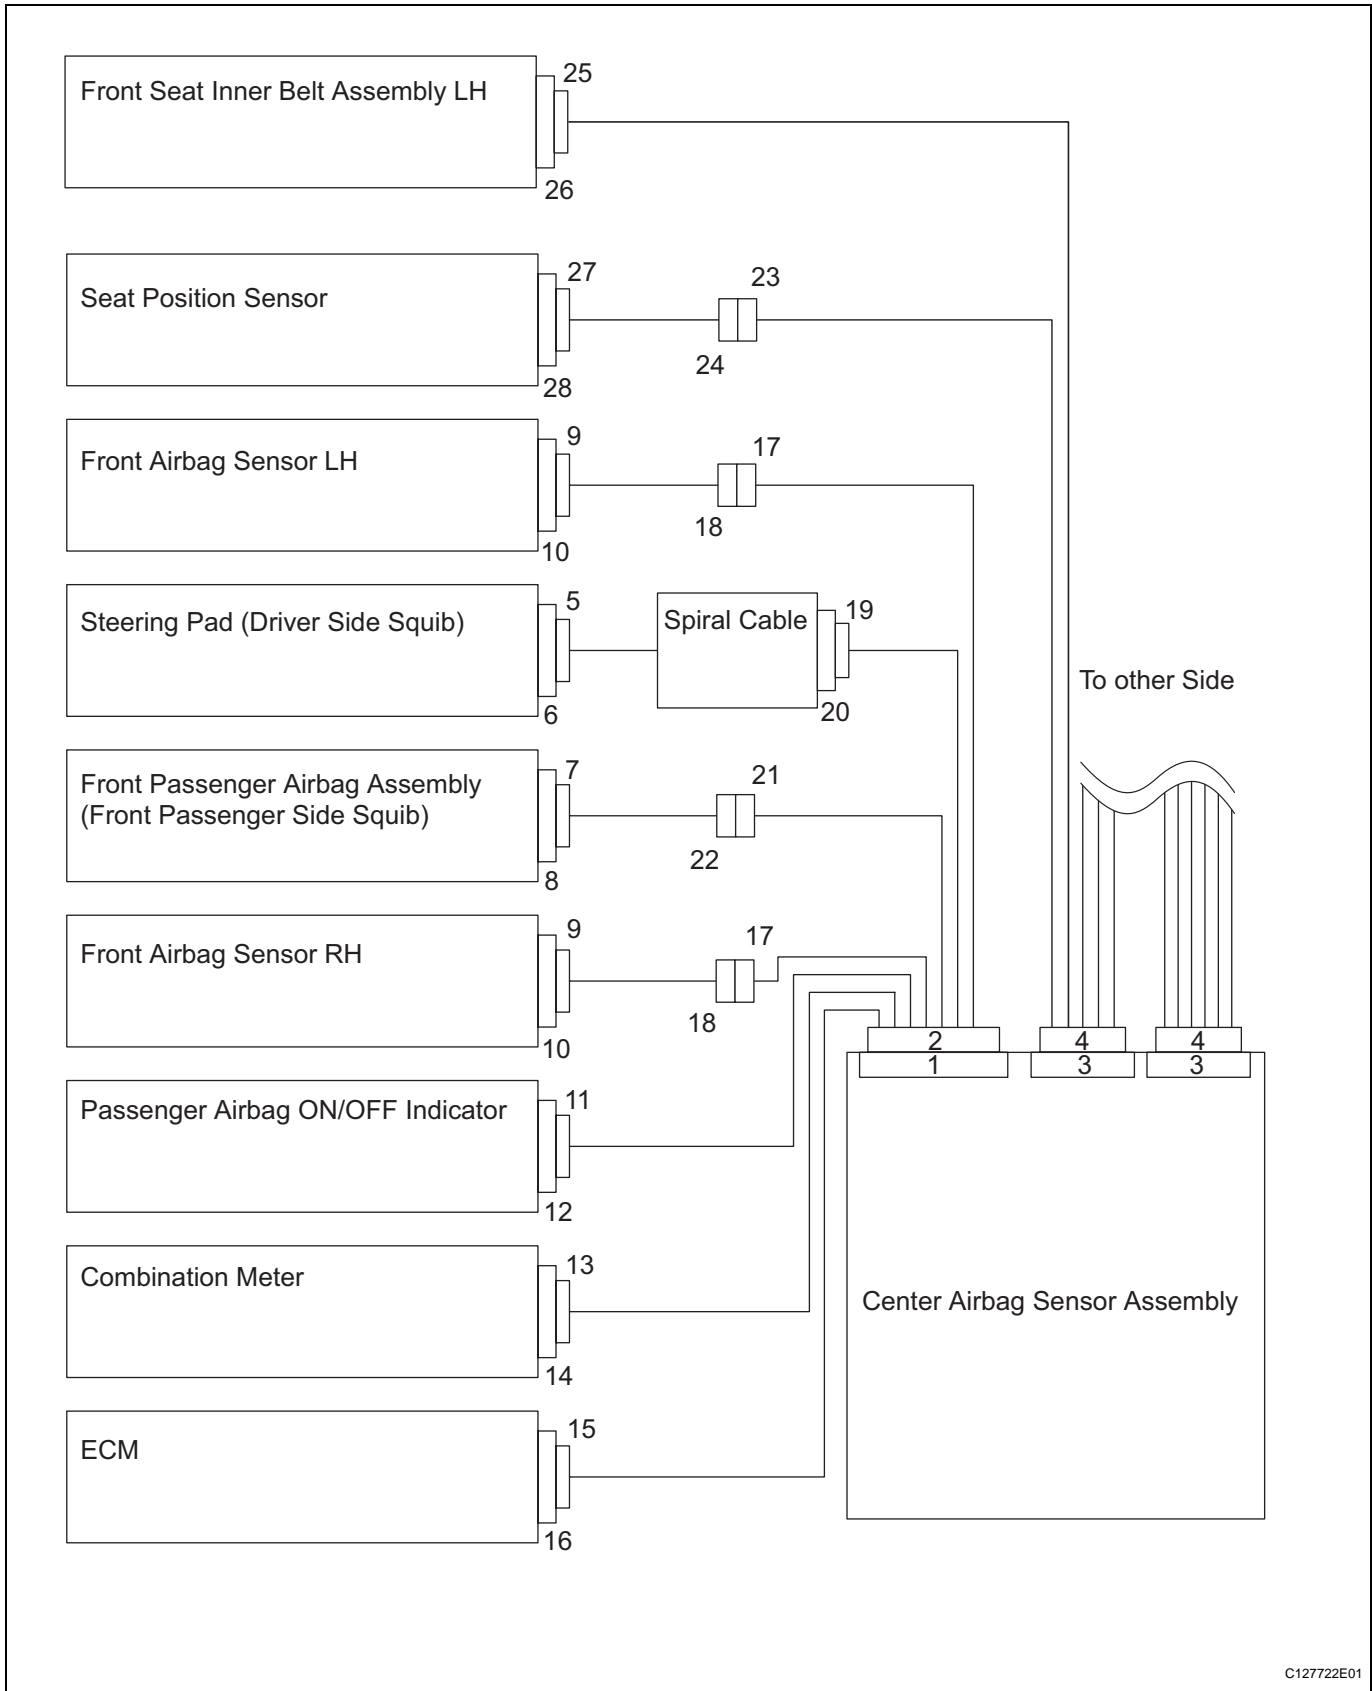 25
Front Seat Inner Belt Assembly LH
26
27
23
Seat Position Sensor
24
28
9
17
Front Airbag Sensor LH
18
10
5
19
Steering Pad (Driver Side Squib)
Spiral Cable
6
20
To other Side
7
21
Front Passenger Airbag Assembly
(Front Passenger Side Squib)
22
8
9
17
Front Airbag Sensor RH
18
10
2
4
4
1
3
3
11
Passenger Airbag ON/OFF Indicator
12
13
Combination Meter
14
Center Airbag Sensor Assembly
15
ECM
16
C127722E01